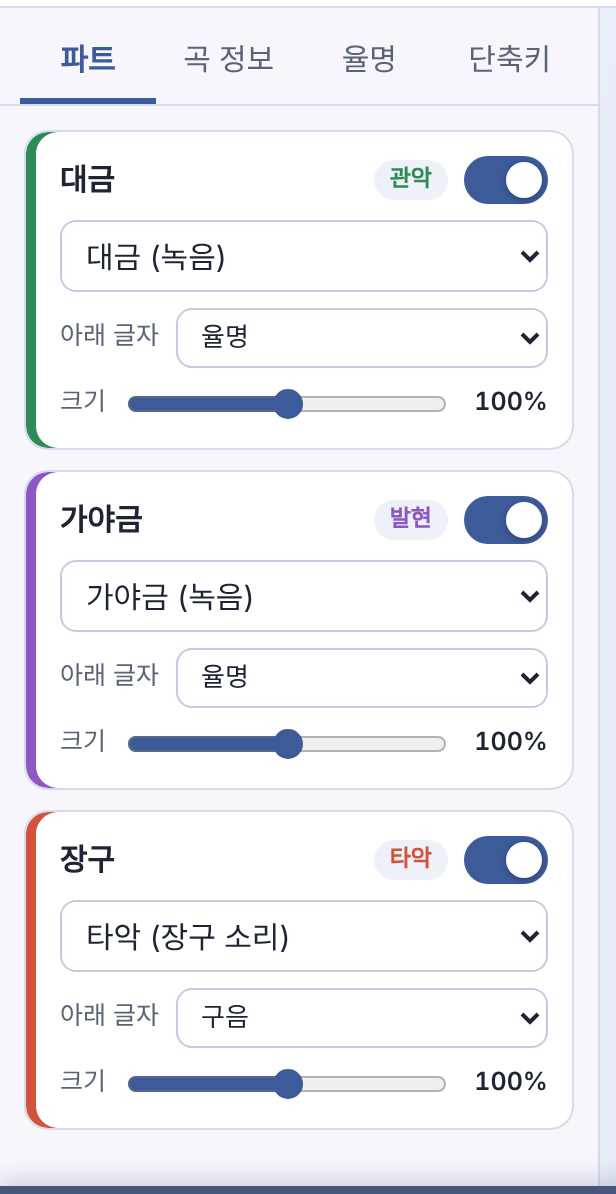 파트 곡 정보 율명 단축키
대금 관악
대금 (녹음)
아래 글자 율명
크기 100%
가야금 발현
가야금 (녹음)
아래 글자 율명
크기 100%
장구 타악
타악 (장구 소리)
아래 글자 구음
크기 100%